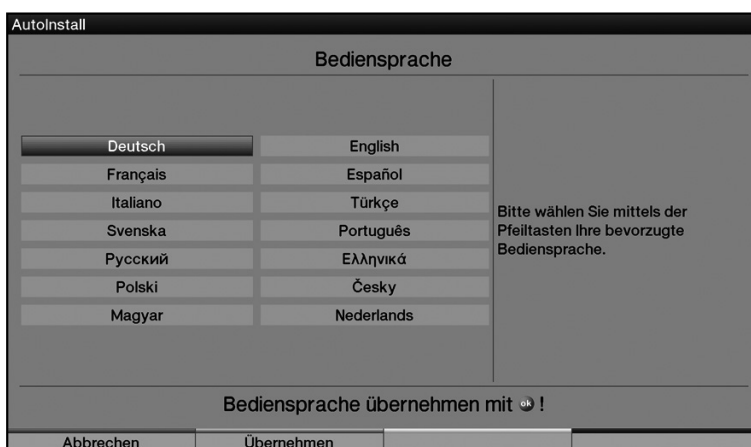 AutoInstall
Bediensprache
Deutsch English
Français Español
Italiano Türkçe
Svenska Português
Русский Ελληνικά
Polski Česky
Magyar Nederlands
Bitte wählen Sie mittels der
Pfeiltasten Ihre bevorzugte
Bediensprache.
Bediensprache übernehmen mit ok !
Abbrechen Übernehmen